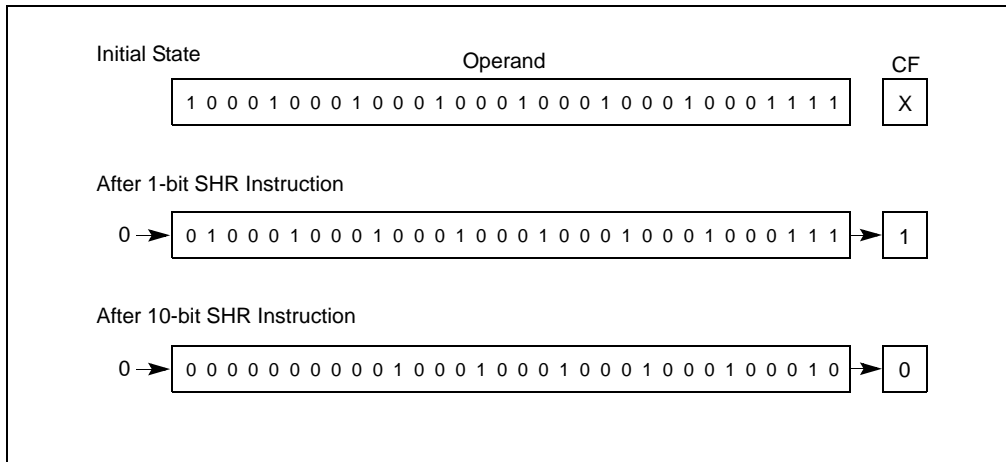 Initial State
Operand
CF
1 0 0 0 1 0 0 0 1 0 0 0 1 0 0 0 1 0 0 0 1 0 0 0 1 0 0 0 1 1 1 1
X
After 1-bit SHR Instruction
0 0 1 0 0 0 1 0 0 0 1 0 0 0 1 0 0 0 1 0 0 0 1 0 0 0 1 0 0 0 1 1 1 1
After 10-bit SHR Instruction
0 0 0 0 0 0 0 0 0 0 0 1 0 0 0 1 0 0 0 1 0 0 0 1 0 0 0 1 0 0 0 1 0 0